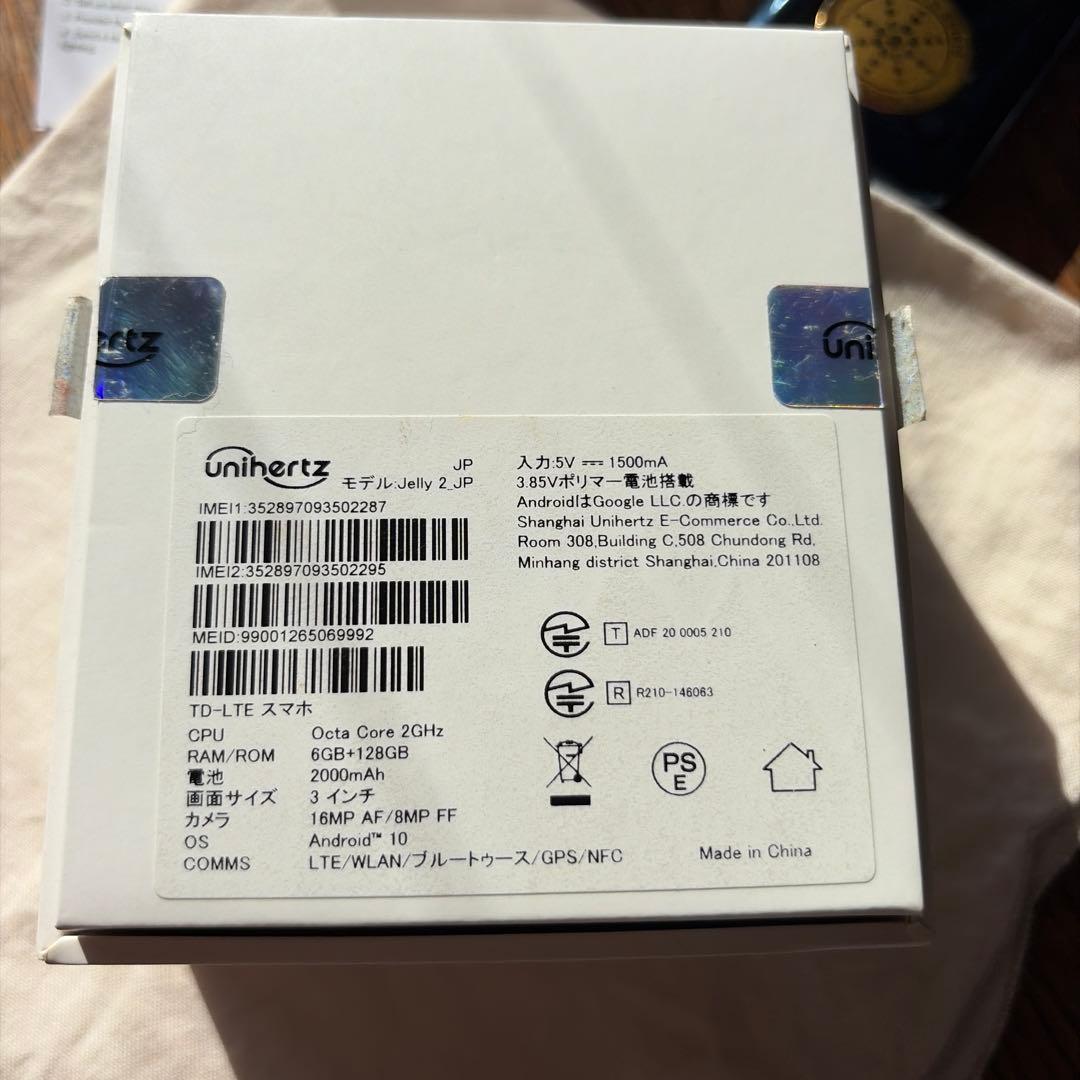 ertz
uni
unihertz
JP
モデル:Jelly 2_JP
IMEI1:352897093502287
IMEI2:352897093502295
MEID:99001265069992
TD-LTE スマホ
CPU Octa Core 2GHz
RAM/ROM 6GB+128GB
電池 2000mAh
画面サイズ 3 インチ
カメラ 16MP AF/8MP FF
OS Android™ 10
COMMS LTE/WLAN/ブルートゥース/GPS/NFC
入力:5V ⎓ 1500mA
3.85Vポリマー電池搭載
AndroidはGoogle LLC.の商標です
Shanghai Unihertz E-Commerce Co.,Ltd.
Room 308,Building C,508 Chundong Rd,
Minhang district Shanghai,China 201108
T ADF 20 0005 210
R R210-146063
PS
E
Made in China